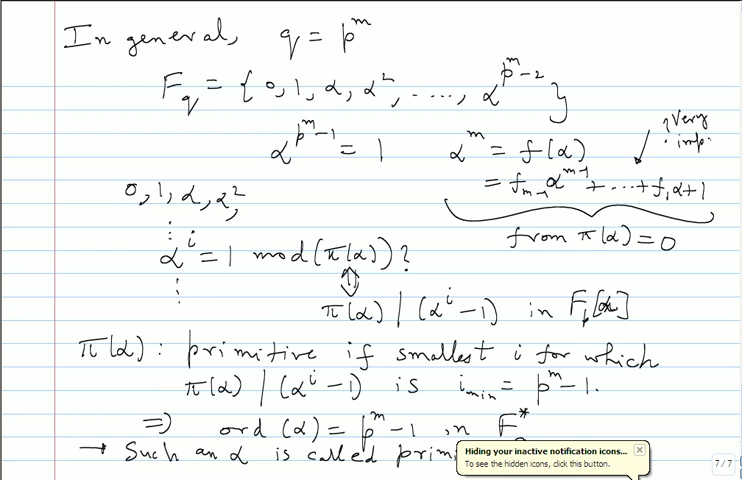 In general, q = p^m
F_q = { 0, 1, α, α^2, ...., α^{p^m-2} }
α^{p^m-1} = 1 α^m = f(α)
Very imp.
= f_{m-1} α^{m-1} + ... + f_1 α + 1
0, 1, α, α^2,
from π(α) = 0
⋮
α^i = 1 mod (π(α))?
⋮ ⇕
π(α) | (α^i - 1) in F_p[α]
π(α): primitive if smallest i for which
π(α) | (α^i - 1) is i_min = p^m - 1.
⇒ ord (α) = p^m - 1 in F*
→ Such an α is called prim
Hiding your inactive notification icons...
To see the hidden icons, click this button.
7 / 7